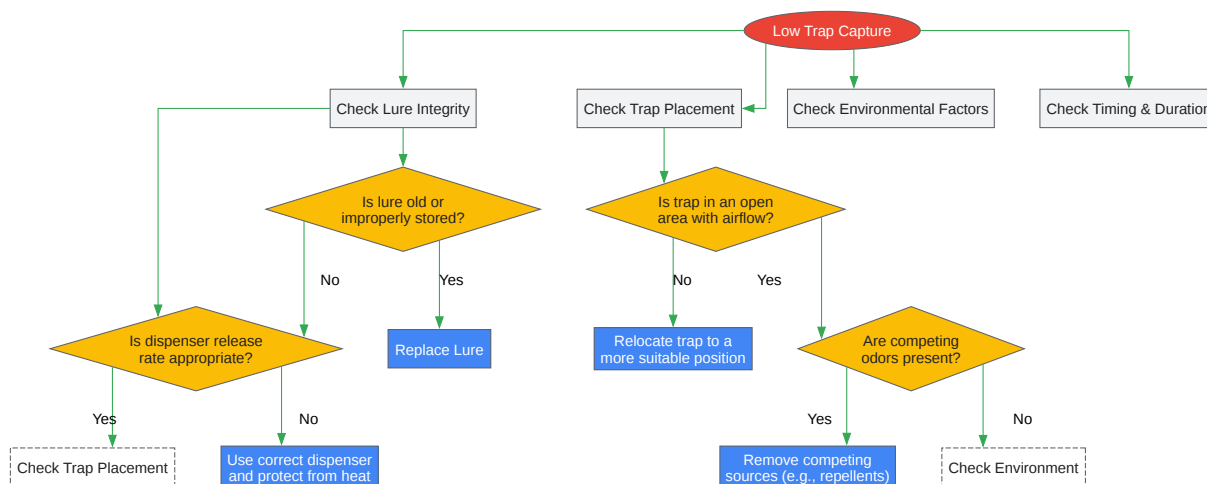 Low Trap Capture
Check Lure Integrity
Check Trap Placement
Check Environmental Factors
Check Timing & Duration
Is lure old or
improperly stored?
Is trap in an open
area with airflow?
No
Yes
No
Yes
Is dispenser release
rate appropriate?
Replace Lure
Relocate trap to a
more suitable position
Are competing
odors present?
Yes
No
Yes
No
Check Trap Placement
Use correct dispenser
and protect from heat
Remove competing
sources (e.g., repellents)
Check Environment